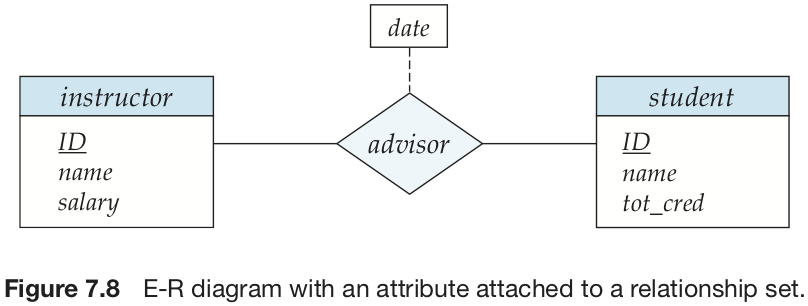 date
instructor
ID
name
salary
advisor
student
ID
name
tot_cred
Figure 7.8 E-R diagram with an attribute attached to a relationship set.